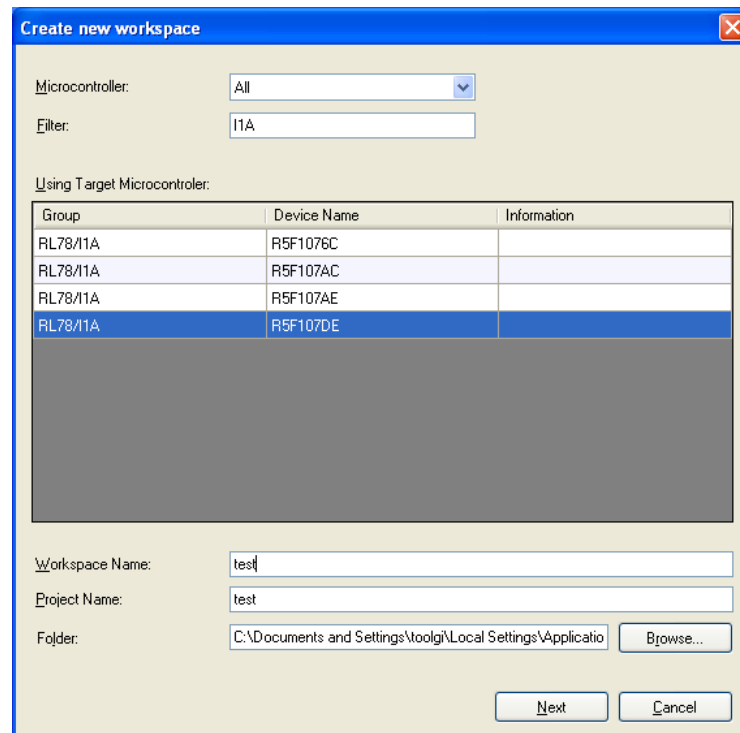 Create new workspace
Microcontroller: All
Filter: I1A
Using Target Microcontroler:
Group Device Name Information
RL78/I1A R5F1076C
RL78/I1A R5F107AC
RL78/I1A R5F107AE
RL78/I1A R5F107DE
Workspace Name: test
Project Name: test
Folder: C:\Documents and Settings\toolgi\Local Settings\Applicatio Browse...
Next Cancel